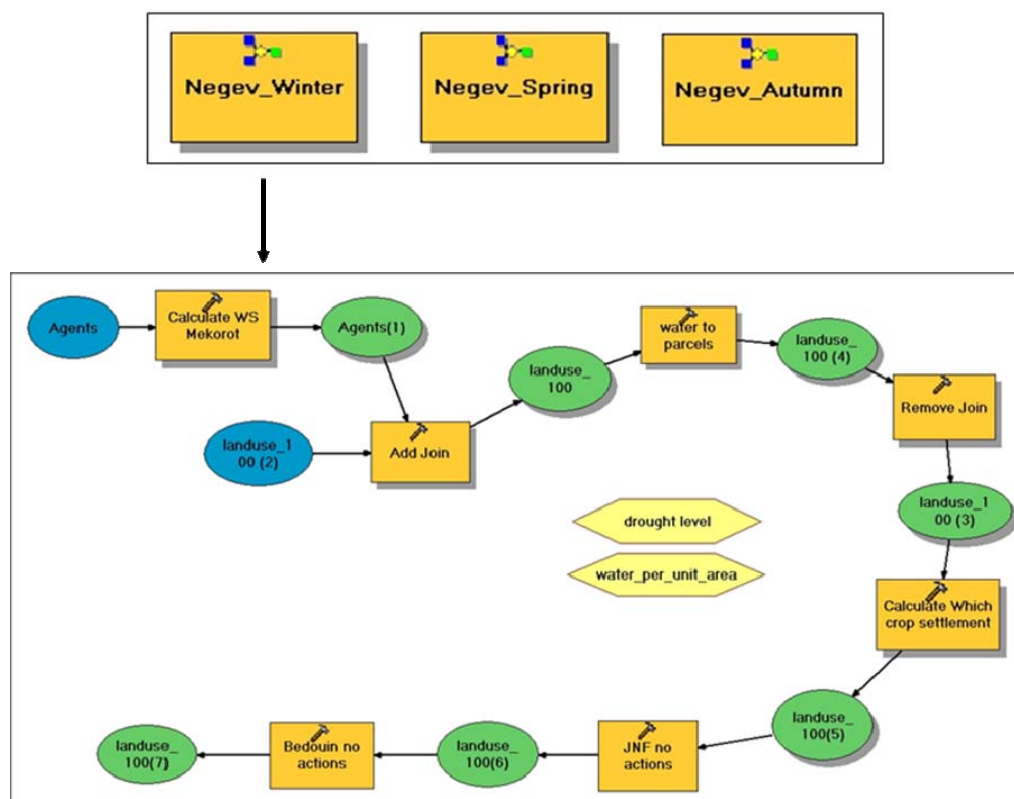 Negev_Winter
Negev_Spring
Negev_Autumn
Agents
Calculate WS
Mekorot
Agents(1)
landuse_
100
water to
parcels
landuse_
100 (4)
Remove Join
landuse_1
00 (2)
Add Join
landuse_1
00 (3)
drought level
water_per_unit_area
Calculate Which
crop settlement
landuse_
100(5)
JNF no
actions
landuse_
100(6)
Bedouin no
actions
landuse_
100(7)